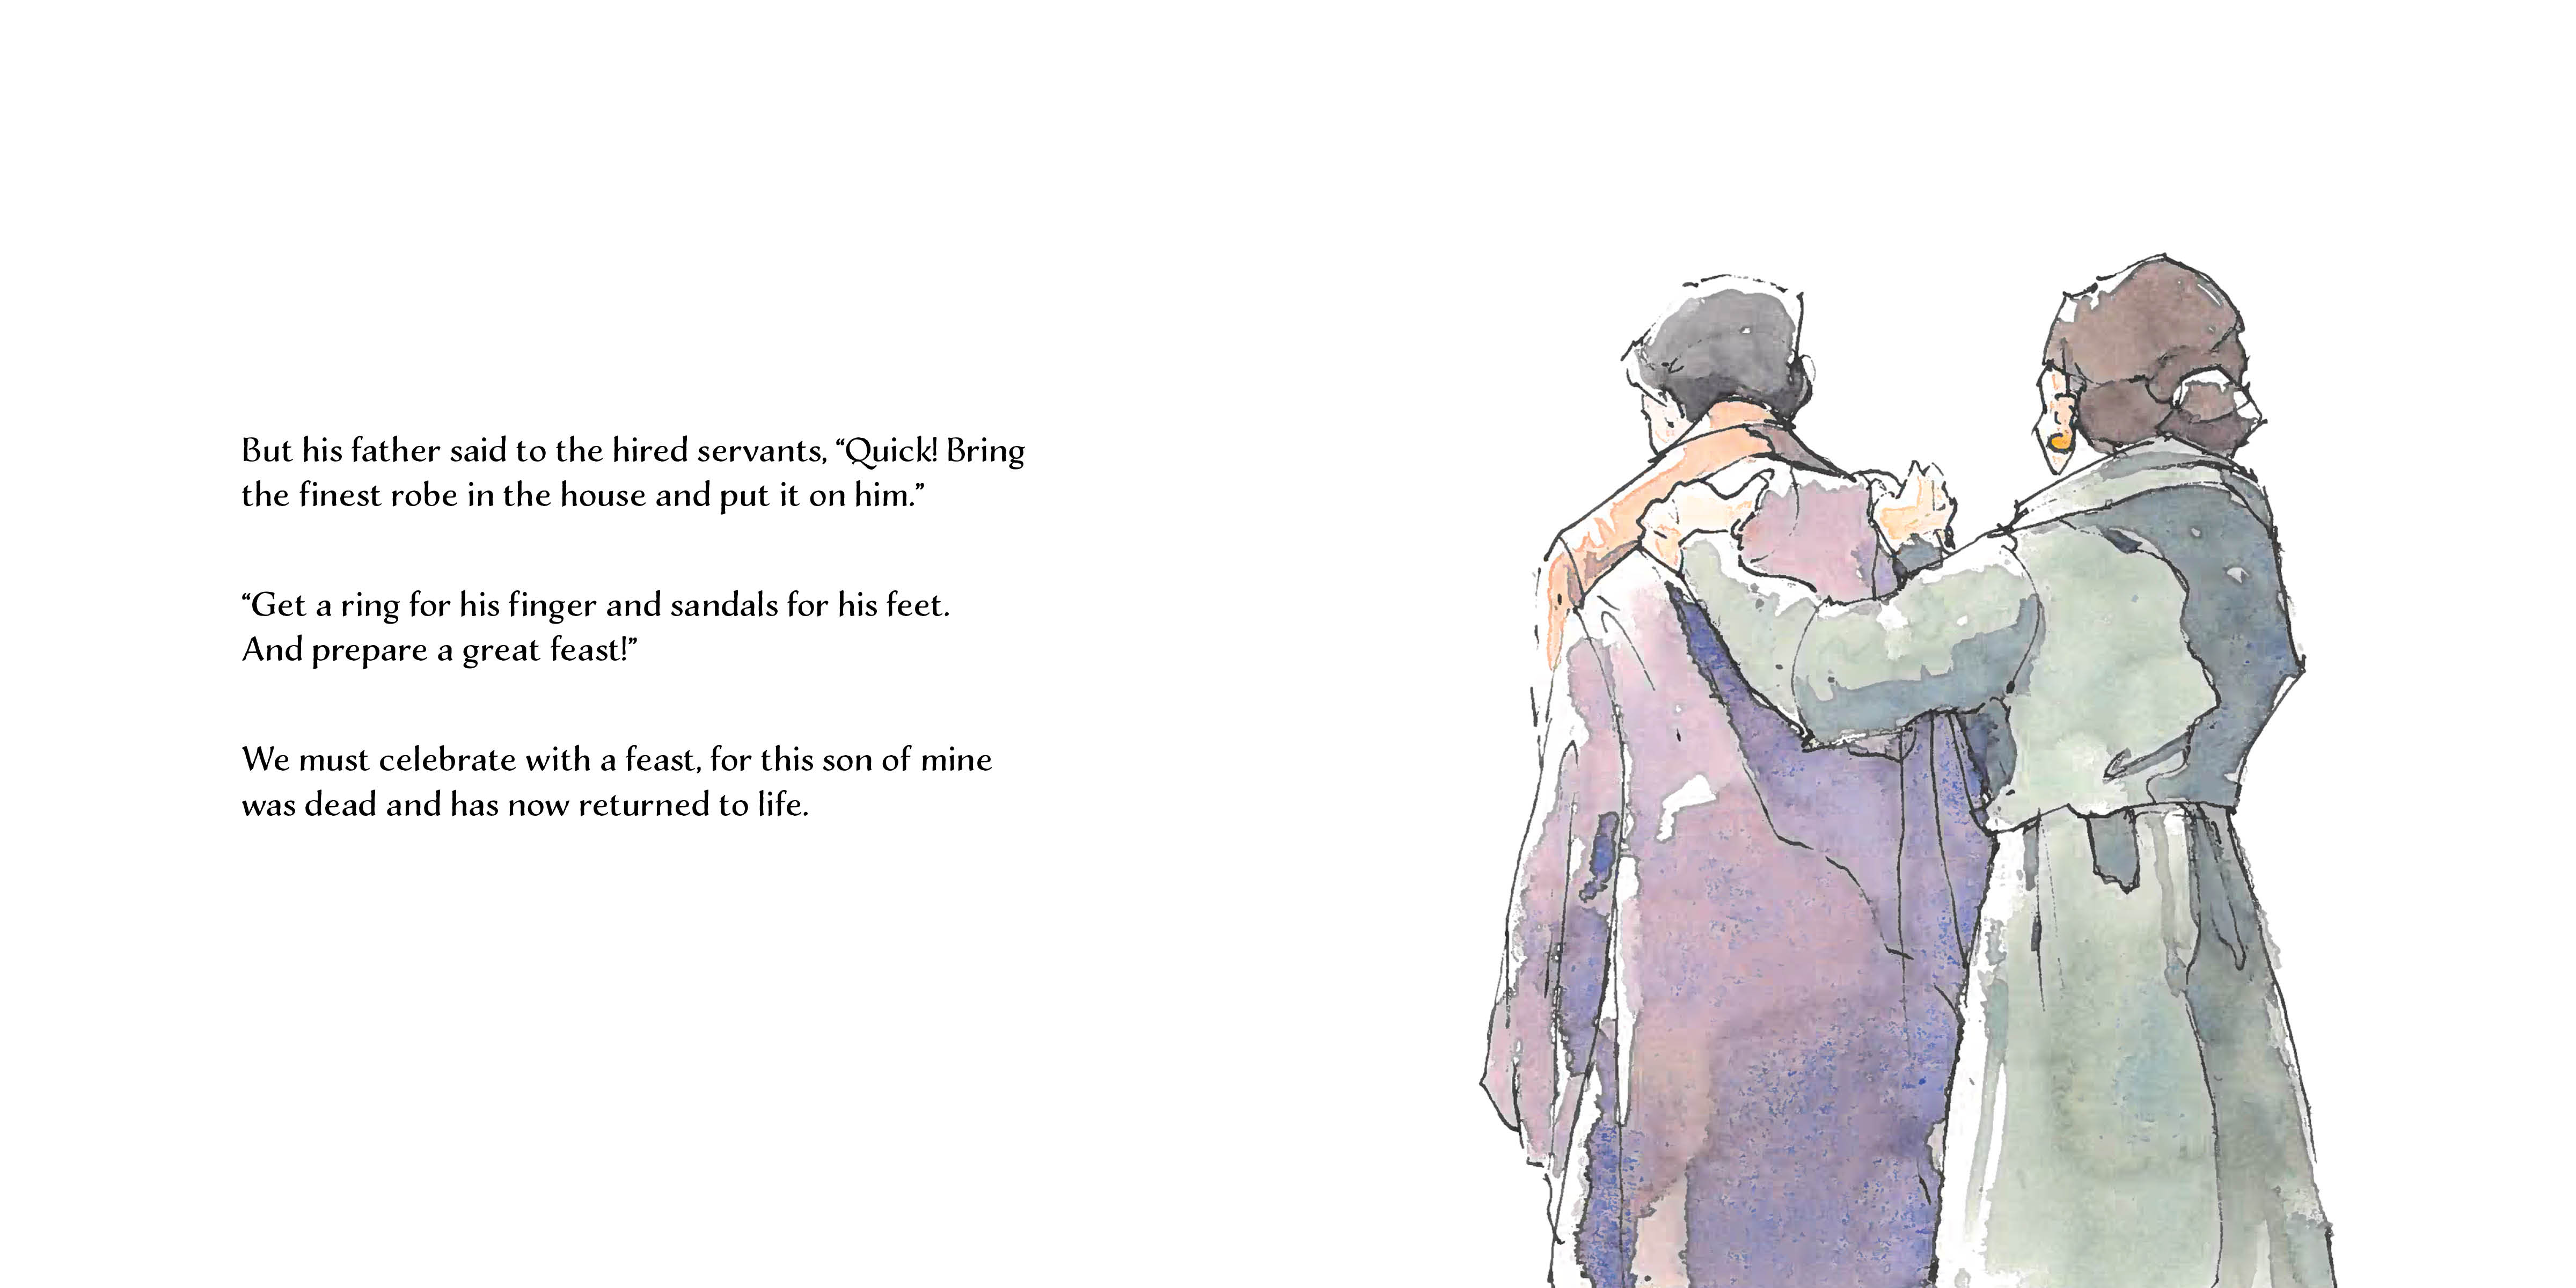 But his father said to the hired servants, “Quick! Bring
the finest robe in the house and put it on him.”
“Get a ring for his finger and sandals for his feet.
And prepare a great feast!”
We must celebrate with a feast, for this son of mine
was dead and has now returned to life.